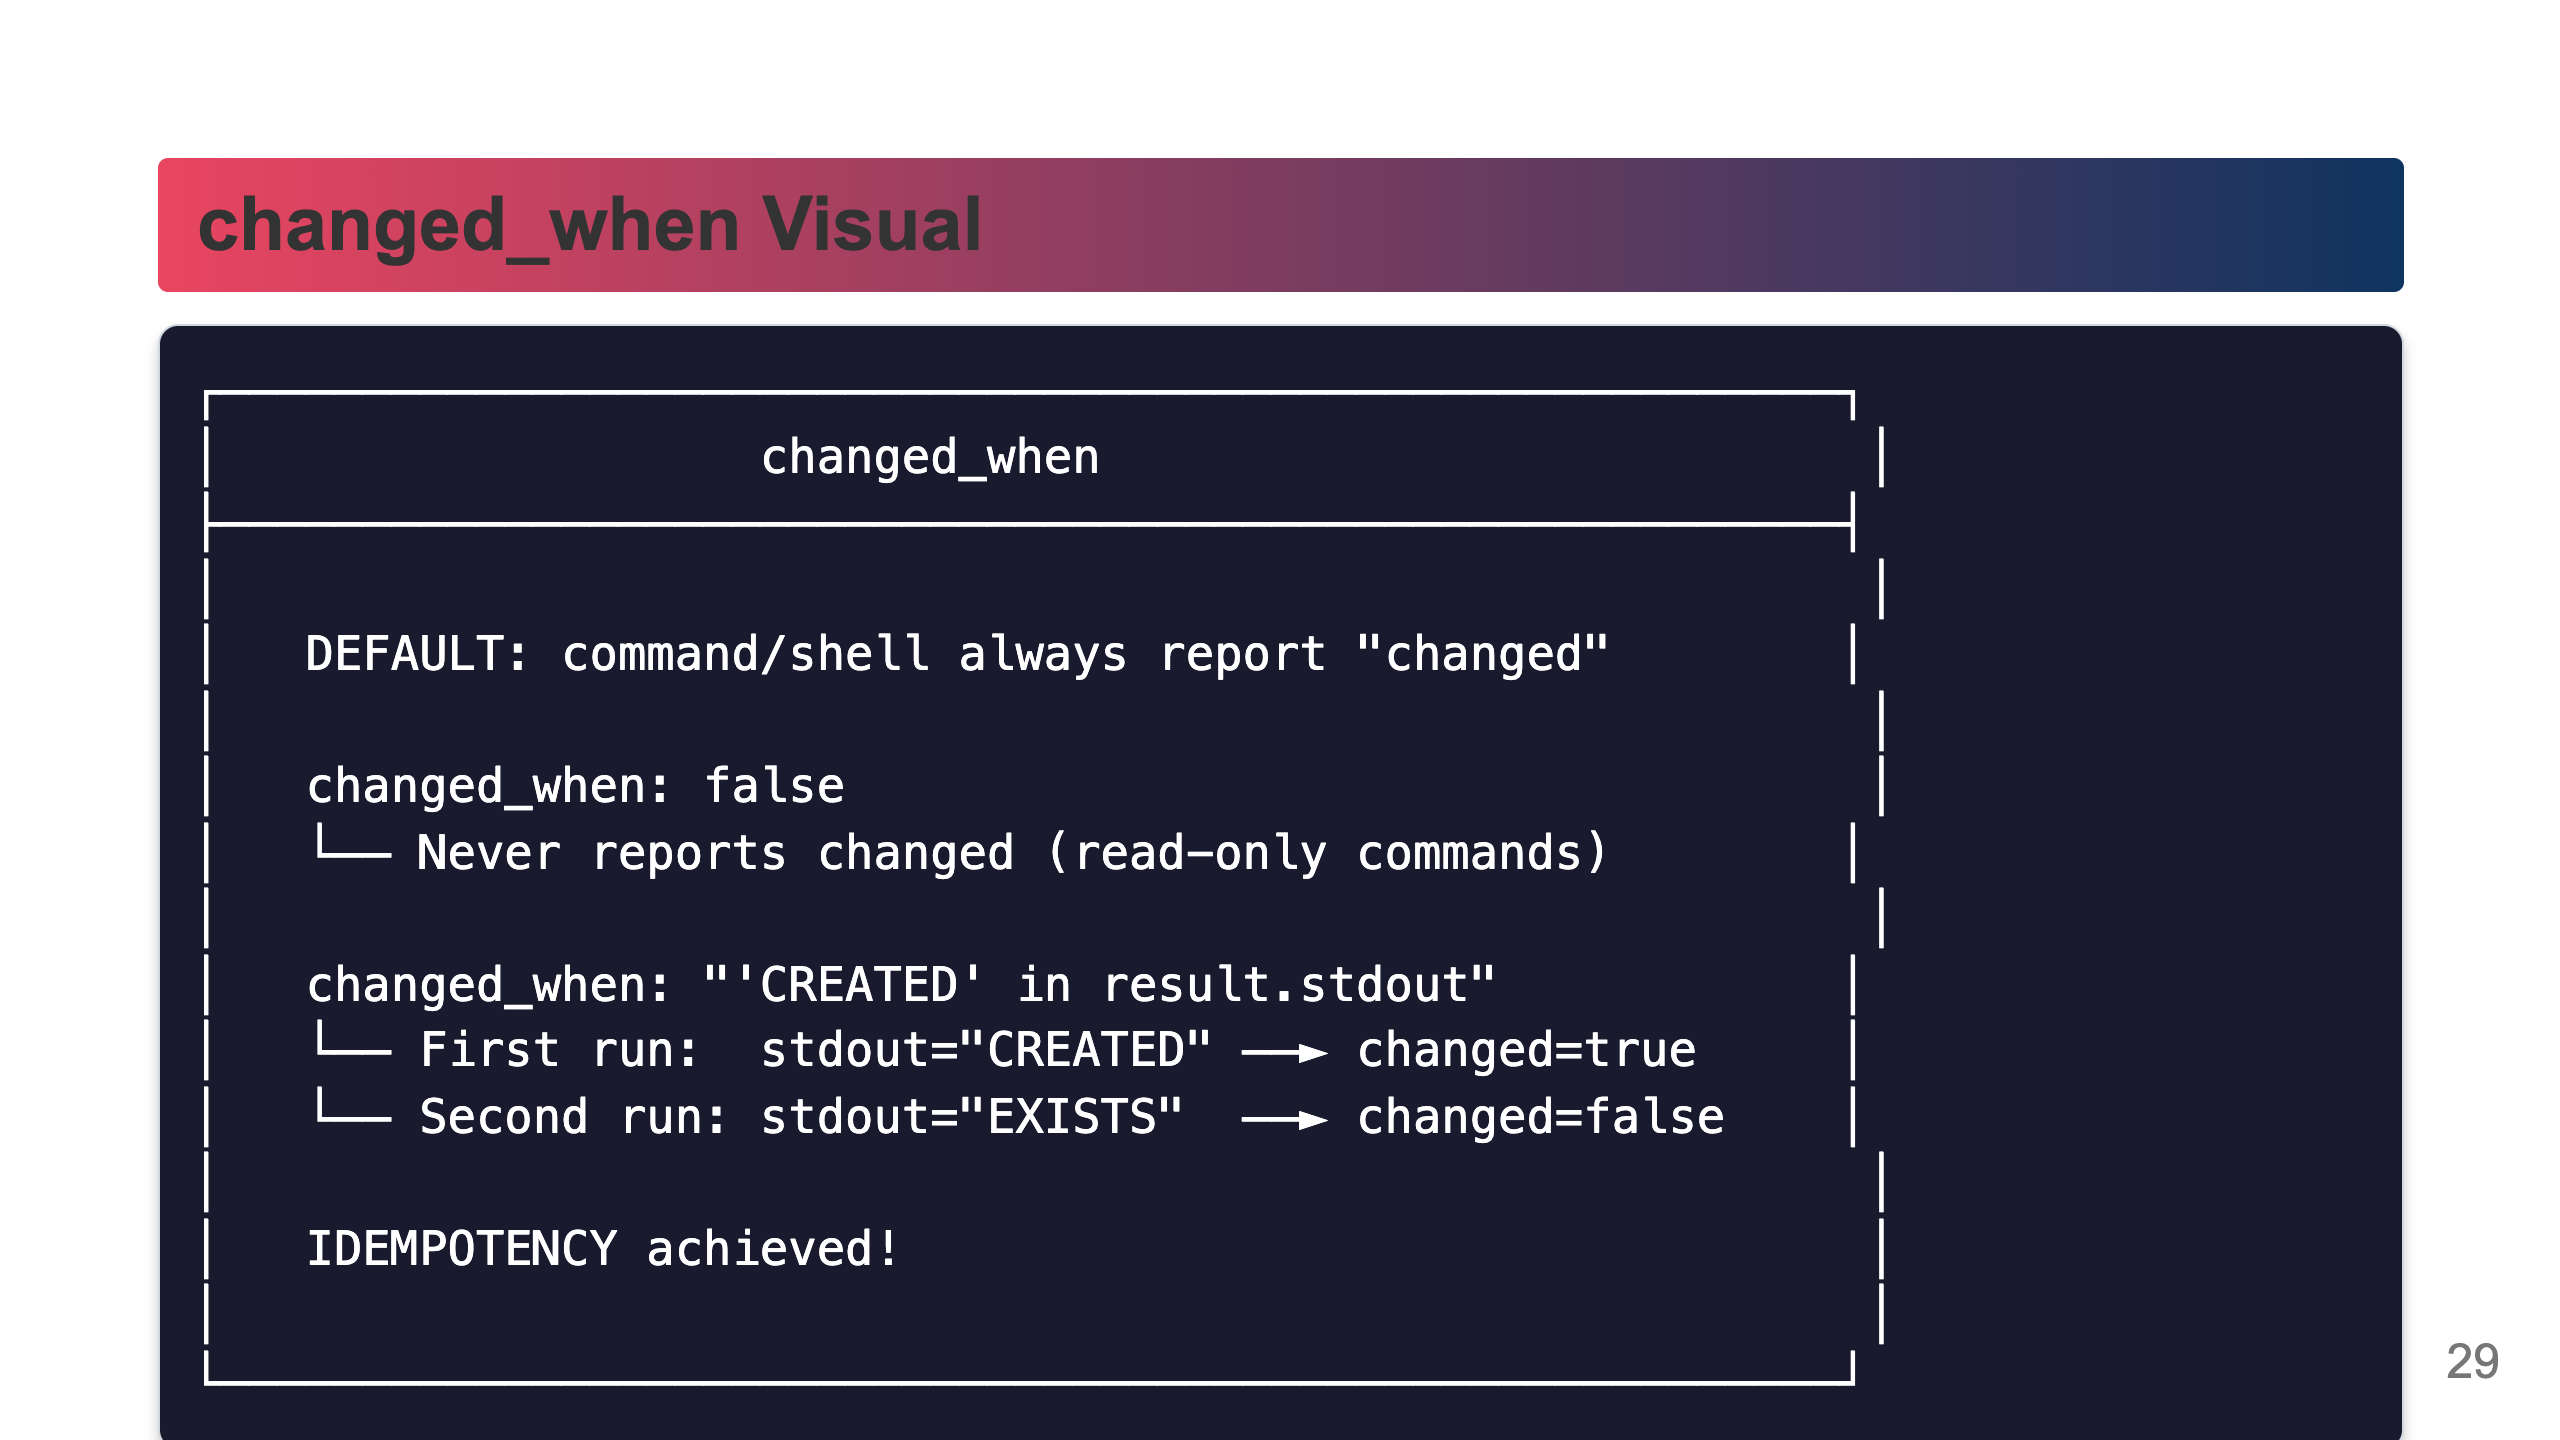 changed_when Visual
changed_when
DEFAULT: command/shell always report "changed"
changed_when: false
└── Never reports changed (read-only commands)
changed_when: "'CREATED' in result.stdout"
└── First run:  stdout="CREATED" ──► changed=true
└── Second run: stdout="EXISTS"  ──► changed=false
IDEMPOTENCY achieved!
29